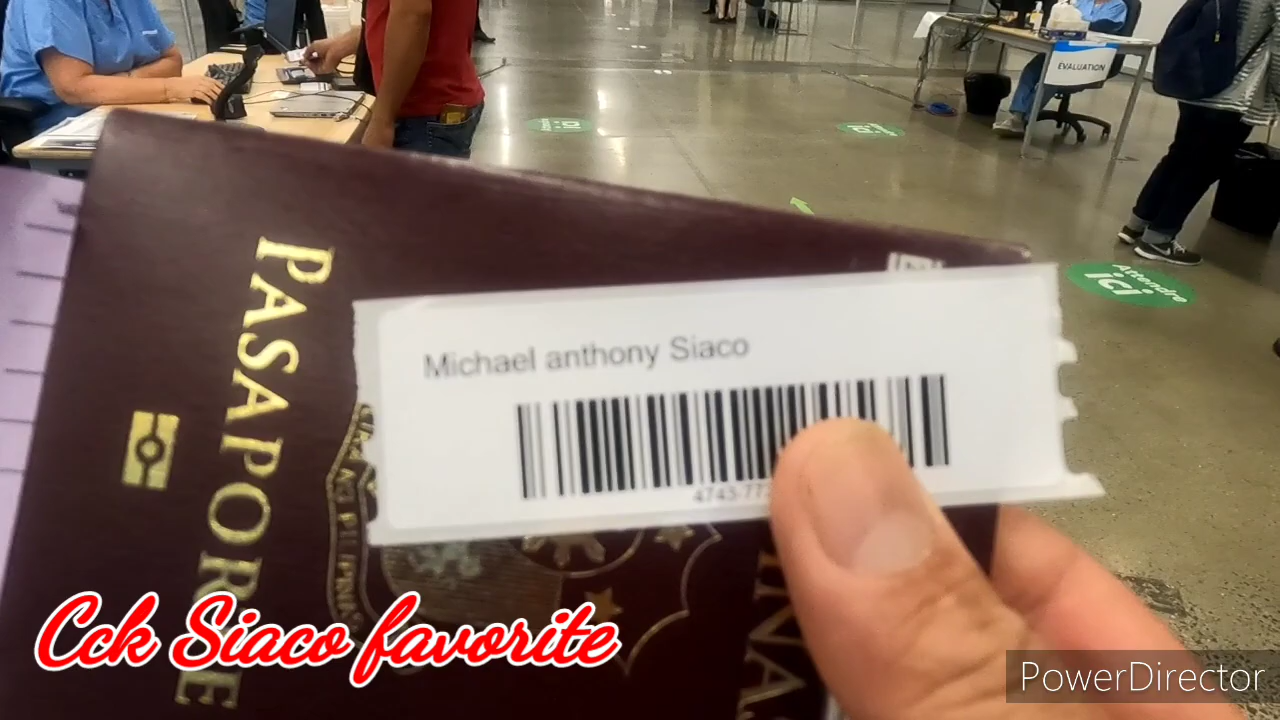 EVALUATION
Attendre
ici
PASAPORTE
Michael anthony Siaco
Cck Siaco favorite
PowerDirector